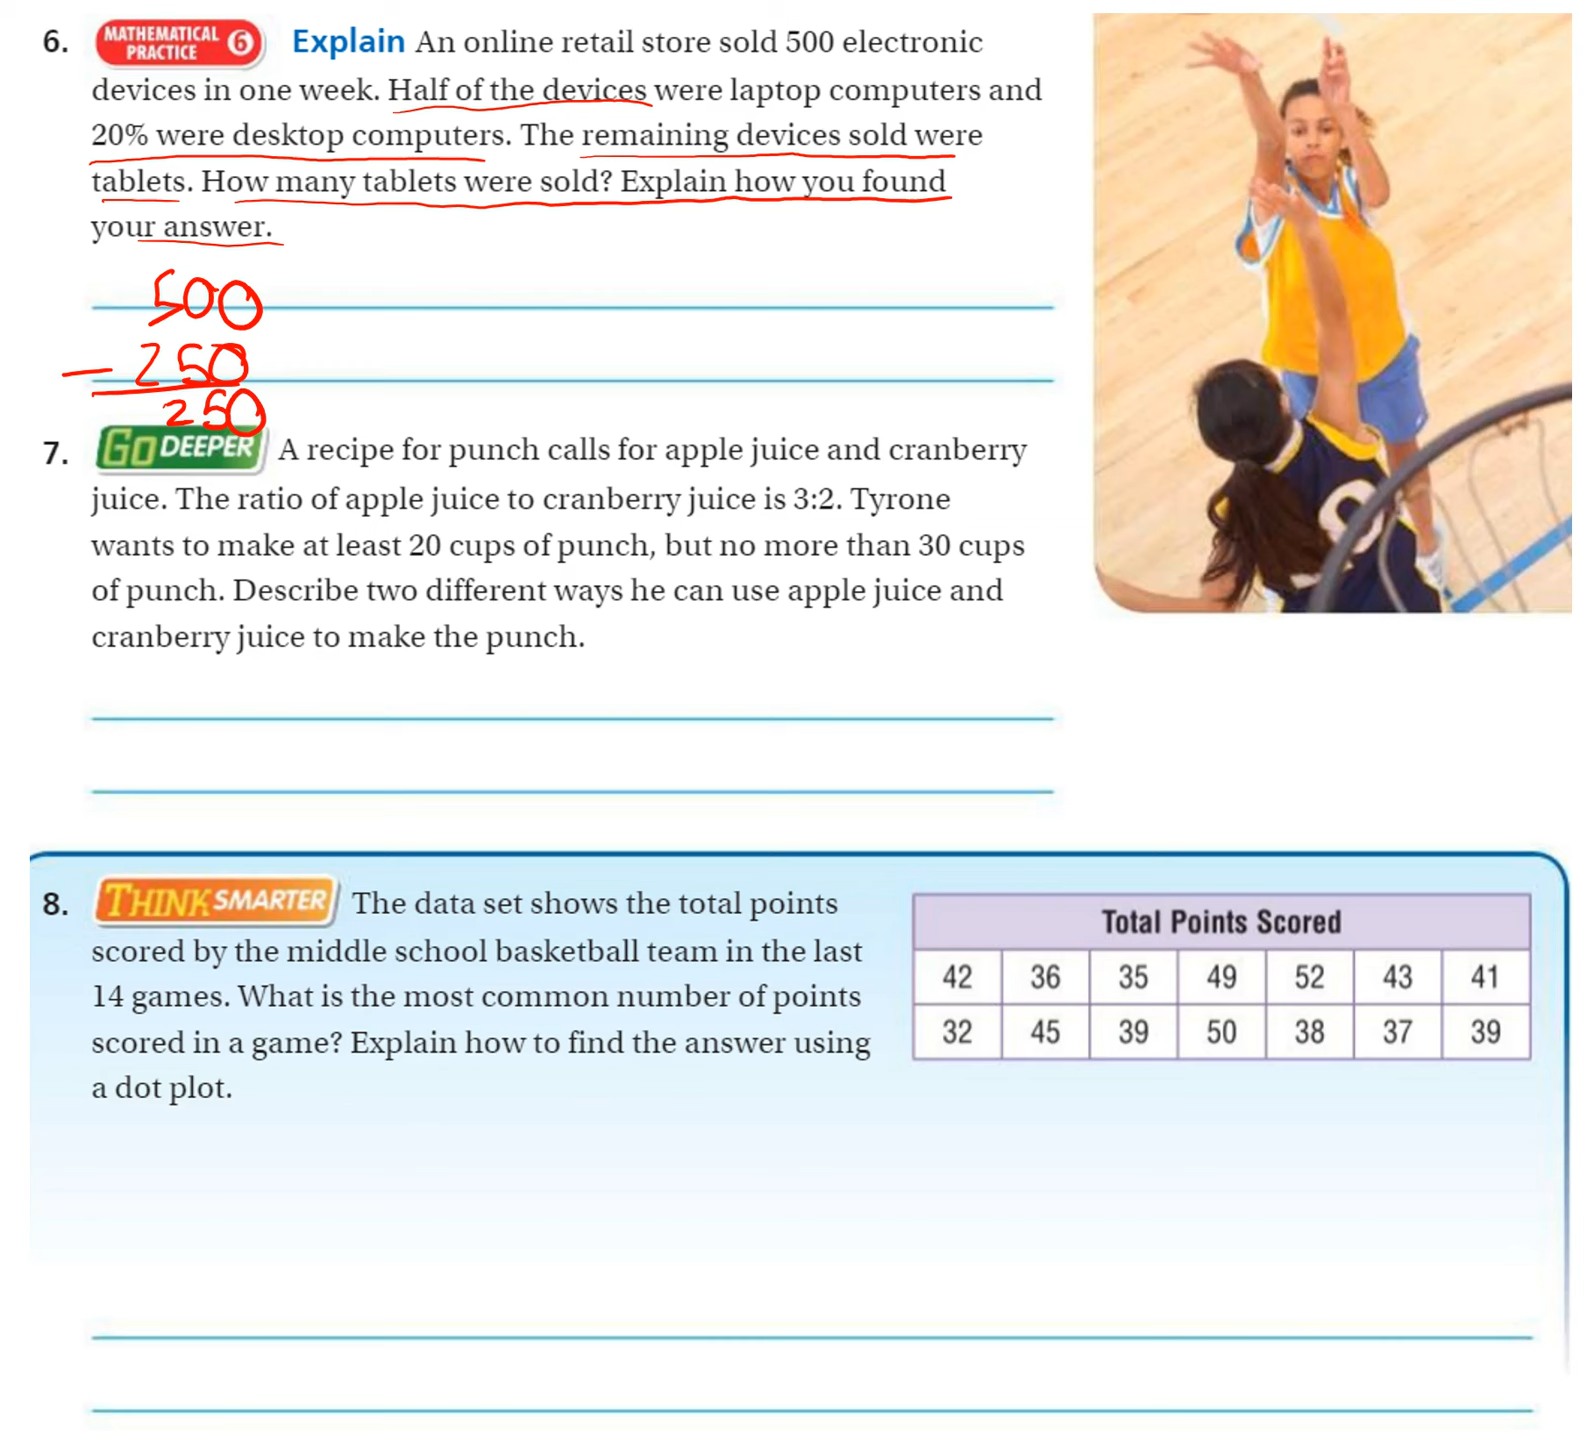 6. MATHEMATICAL PRACTICE 6 Explain An online retail store sold 500 electronic
devices in one week. Half of the devices were laptop computers and
20% were desktop computers. The remaining devices sold were
tablets. How many tablets were sold? Explain how you found
your answer.
500
− 250
250
7. GO DEEPER A recipe for punch calls for apple juice and cranberry
juice. The ratio of apple juice to cranberry juice is 3:2. Tyrone
wants to make at least 20 cups of punch, but no more than 30 cups
of punch. Describe two different ways he can use apple juice and
cranberry juice to make the punch.
8. THINK SMARTER The data set shows the total points
scored by the middle school basketball team in the last
14 games. What is the most common number of points
scored in a game? Explain how to find the answer using
a dot plot.
Total Points Scored
42 36 35 49 52 43 41
32 45 39 50 38 37 39